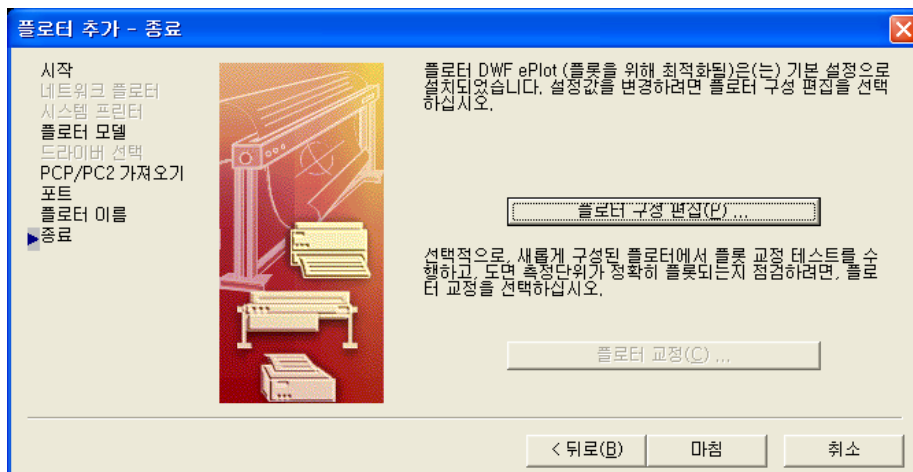 플로터 추가 - 종료
시작
네트워크 플로터
시스템 프린터
플로터 모델
드라이버 선택
PCP/PC2 가져오기
포트
플로터 이름
종료
플로터 DWF ePlot (플롯을 위해 최적화됨)은(는) 기본 설정으로
설치되었습니다. 설정값을 변경하려면 플로터 구성 편집을 선택
하십시오.
플로터 구성 편집(P) ...
선택적으로, 새롭게 구성된 플로터에서 플롯 교정 테스트를 수
행하고, 도면 측정단위가 정확히 플롯되는지 점검하려면, 플로
터 교정을 선택하십시오.
플로터 교정(C) ...
< 뒤로(B)
마침
취소